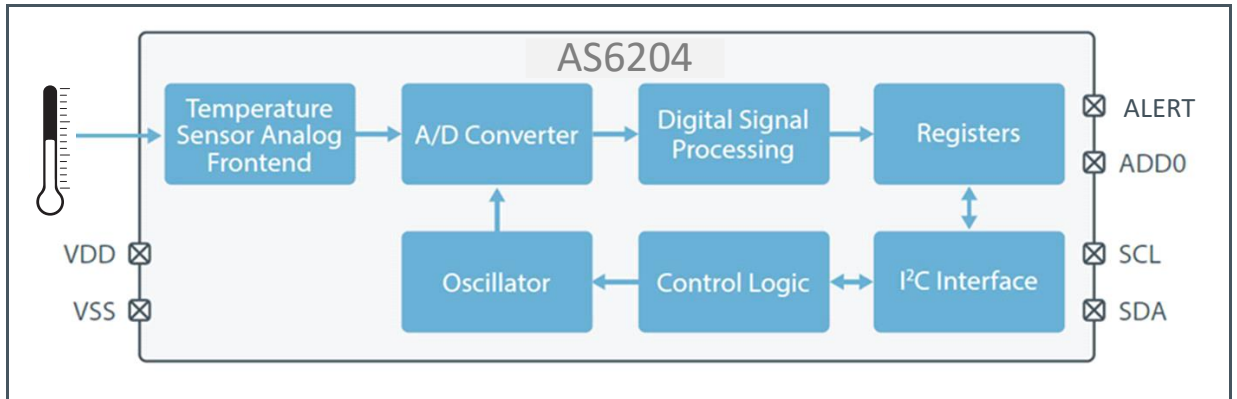 AS6204
Temperature
Sensor Analog
Frontend
A/D Converter
Digital Signal
Processing
Registers
ALERT
ADD0
VDD
VSS
Oscillator
Control Logic
I²C Interface
SCL
SDA